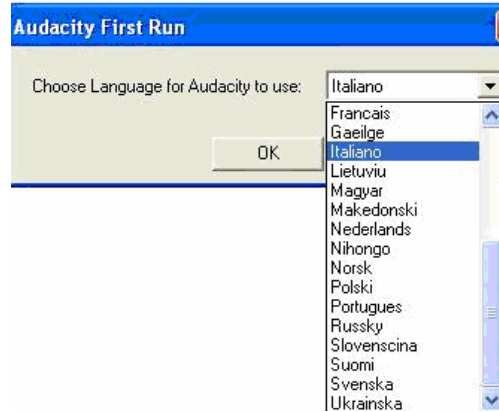 Audacity First Run
Choose Language for Audacity to use:
Italiano
Francais
Gaeilge
Italiano
OK
Lietuviu
Magyar
Makedonski
Nederlands
Nihongo
Norsk
Polski
Portugues
Russky
Slovenscina
Suomi
Svenska
Ukrainska